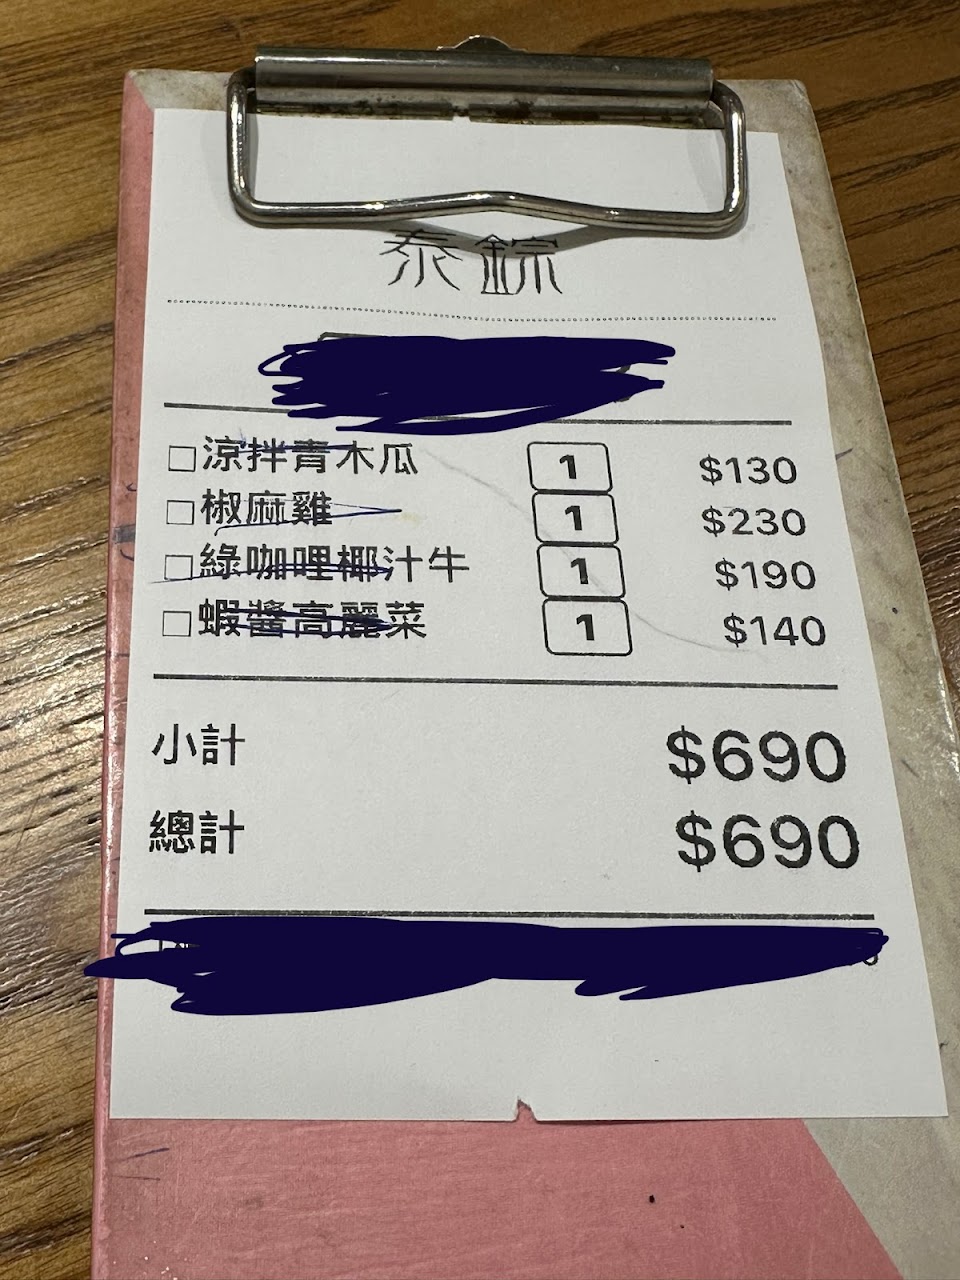 泰鍗
□涼拌青木瓜 1 $130
□椒麻雞 1 $230
□綠咖哩椰汁牛 1 $190
□蝦醬高麗菜 1 $140
小計 $690
總計 $690